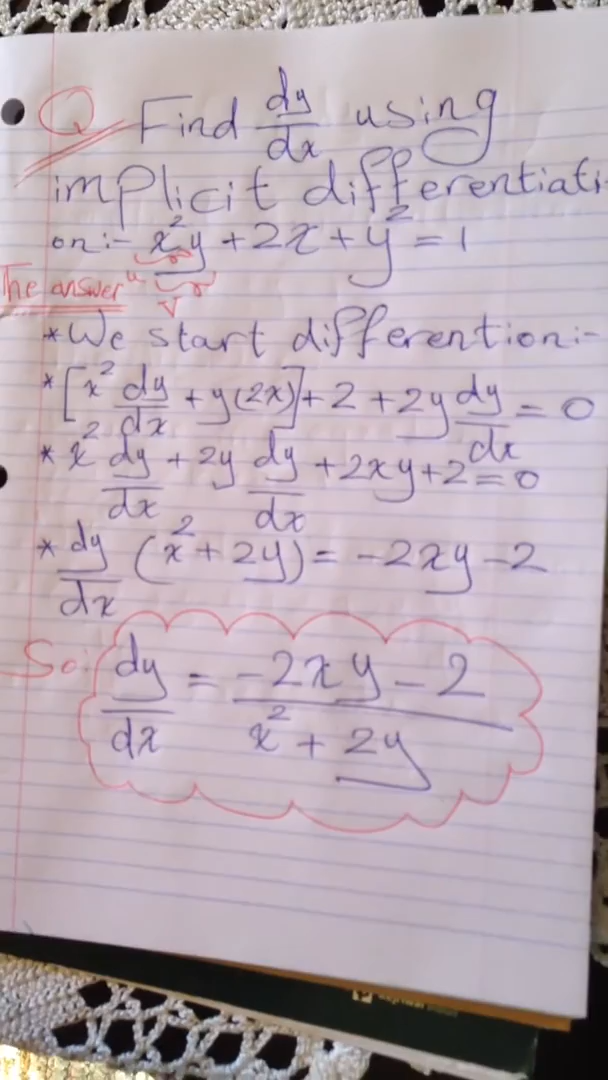 Q Find dy/dx using
implicit differentiati-
on:- x²y + 2x + y² = 1
The answer"
*We start differention:-
*[x² dy/dx + y(2x)] + 2 + 2y dy/dx = 0
* x² dy/dx + 2y dy/dx + 2xy + 2 = 0
* dy/dx (x² + 2y) = -2xy - 2
So: dy/dx = (-2xy - 2)/(x² + 2y)